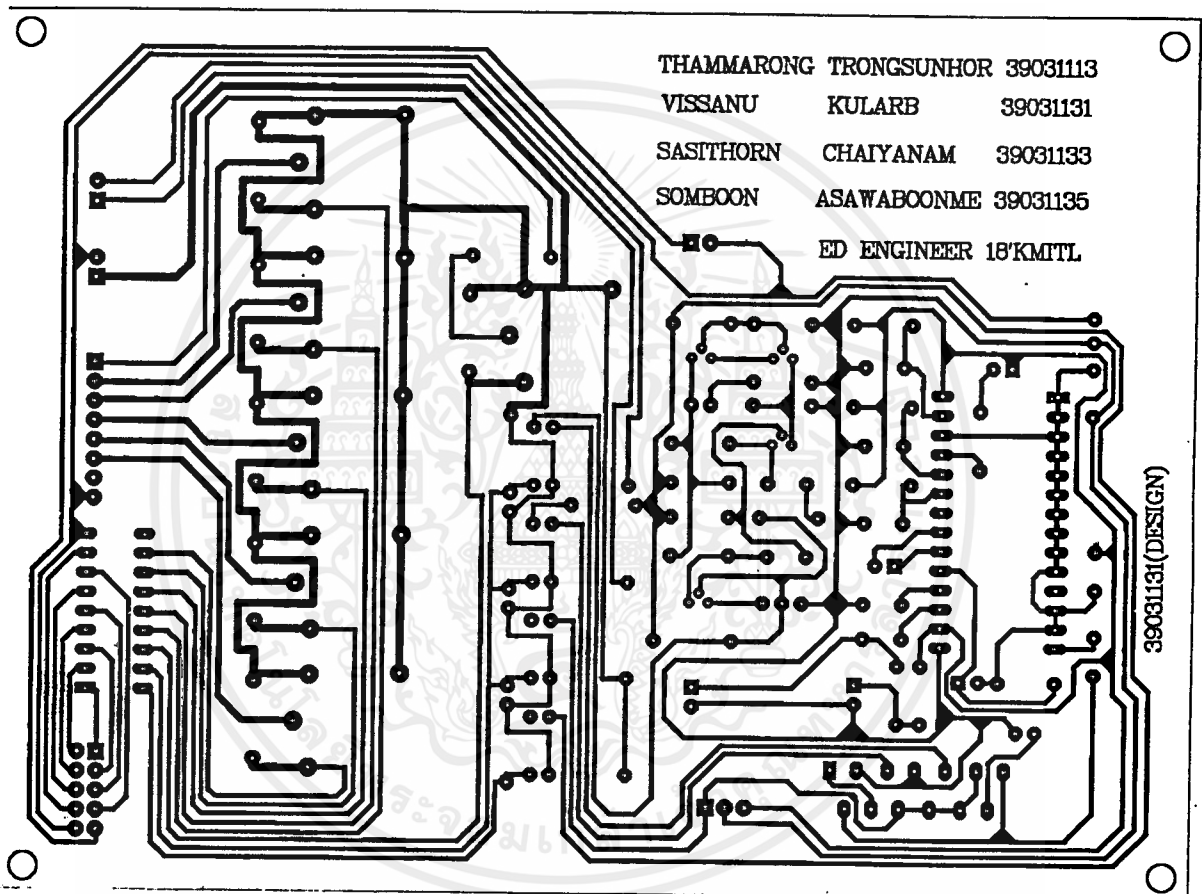 THAMMARONG TRONGSUNHOR 39031113
VISSANU KULARB 39031131
SASITHORN CHAIYANAM 39031133
SOMBOON ASAWABOONME 39031135
ED ENGINEER 18'KMITL
39031131(DESIGN)